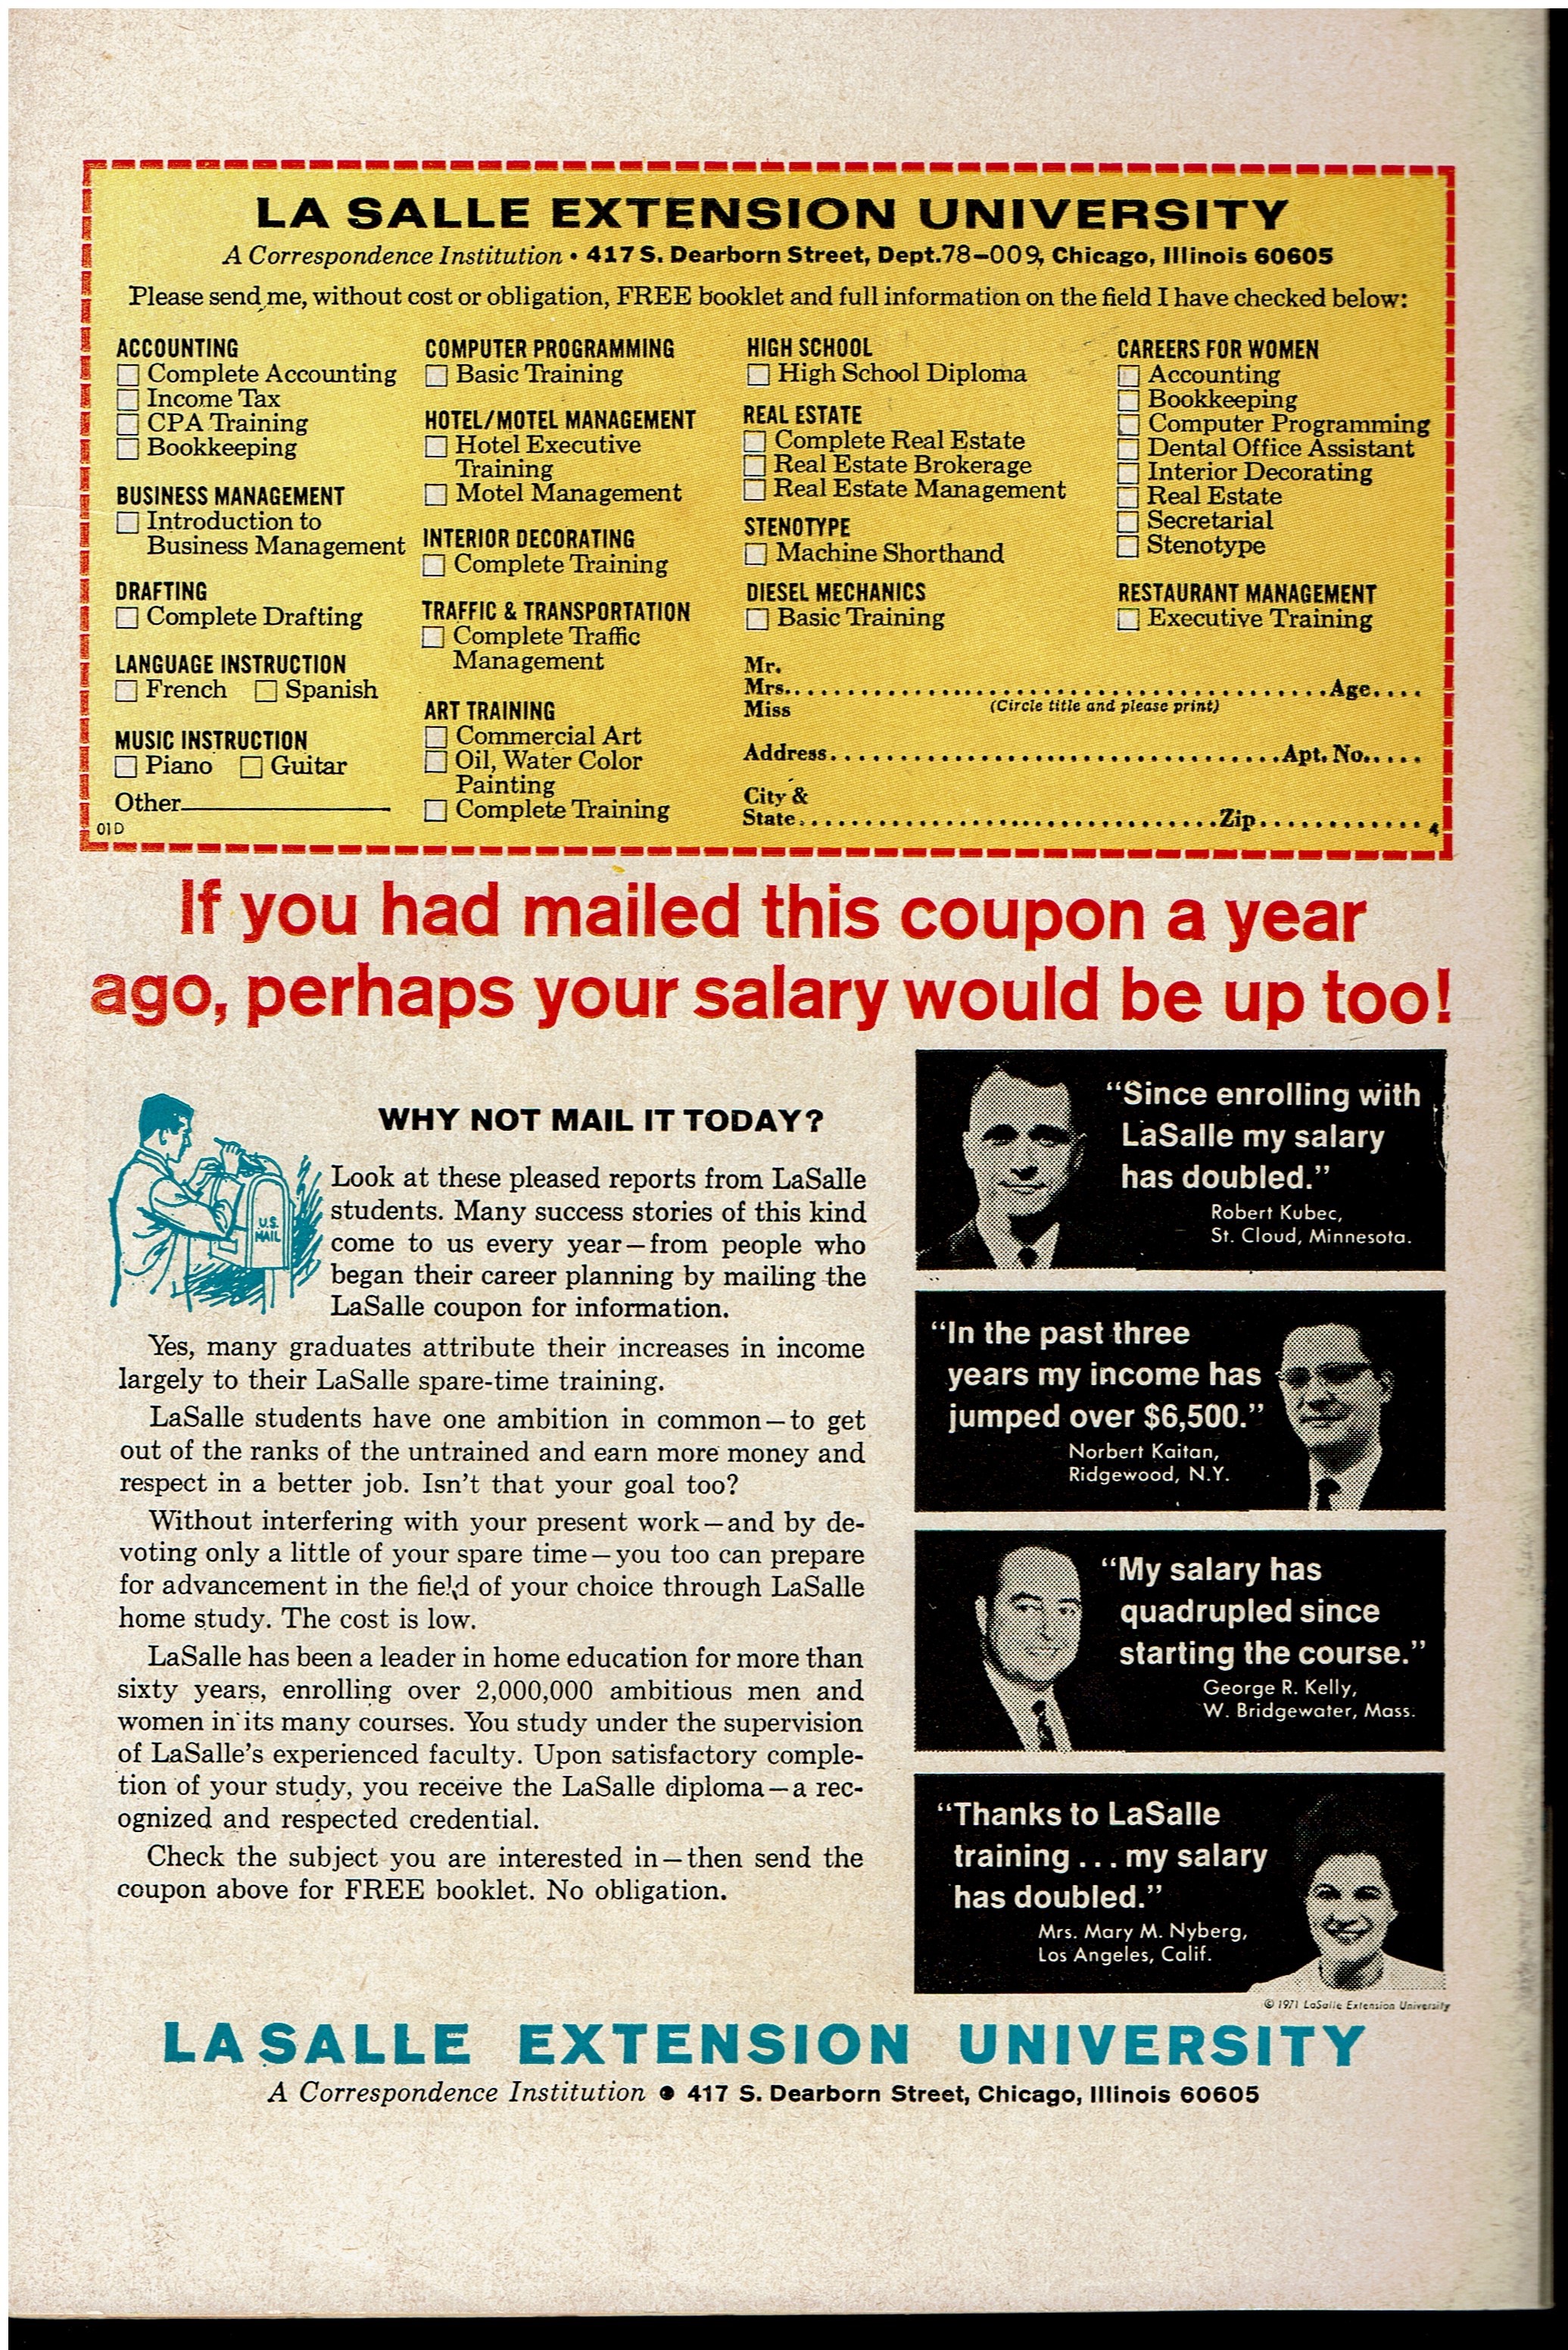 LA SALLE EXTENSION UNIVERSITY
A Correspondence Institution • 417 S. Dearborn Street, Dept. 78-009, Chicago, Illinois 60605
Please send me, without cost or obligation, FREE booklet and full information on the field I have checked below:
ACCOUNTING
Complete Accounting
Income Tax
CPA Training
Bookkeeping
BUSINESS MANAGEMENT
Introduction to
Business Management
DRAFTING
Complete Drafting
LANGUAGE INSTRUCTION
French Spanish
MUSIC INSTRUCTION
Piano Guitar
Other
01D
COMPUTER PROGRAMMING
Basic Training
HOTEL/MOTEL MANAGEMENT
Hotel Executive
Training
Motel Management
INTERIOR DECORATING
Complete Training
TRAFFIC & TRANSPORTATION
Complete Traffic
Management
ART TRAINING
Commercial Art
Oil, Water Color
Painting
Complete Training
HIGH SCHOOL
High School Diploma
REAL ESTATE
Complete Real Estate
Real Estate Brokerage
Real Estate Management
STENOTYPE
Machine Shorthand
DIESEL MECHANICS
Basic Training
CAREERS FOR WOMEN
Accounting
Bookkeeping
Computer Programming
Dental Office Assistant
Interior Decorating
Real Estate
Secretarial
Stenotype
RESTAURANT MANAGEMENT
Executive Training
Mr.
Mrs. Age
Miss (Circle title and please print)
Address Apt. No.
City &
State Zip 4
If you had mailed this coupon a year
ago, perhaps your salary would be up too!
U.S.
MAIL
WHY NOT MAIL IT TODAY?
Look at these pleased reports from LaSalle
students. Many success stories of this kind
come to us every year—from people who
began their career planning by mailing the
LaSalle coupon for information.
Yes, many graduates attribute their increases in income
largely to their LaSalle spare-time training.
LaSalle students have one ambition in common—to get
out of the ranks of the untrained and earn more money and
respect in a better job. Isn't that your goal too?
Without interfering with your present work—and by de-
voting only a little of your spare time—you too can prepare
for advancement in the field of your choice through LaSalle
home study. The cost is low.
LaSalle has been a leader in home education for more than
sixty years, enrolling over 2,000,000 ambitious men and
women in its many courses. You study under the supervision
of LaSalle's experienced faculty. Upon satisfactory comple-
tion of your study, you receive the LaSalle diploma—a rec-
ognized and respected credential.
Check the subject you are interested in—then send the
coupon above for FREE booklet. No obligation.
"Since enrolling with
LaSalle my salary
has doubled."
Robert Kubec,
St. Cloud, Minnesota.
"In the past three
years my income has
jumped over $6,500."
Norbert Kaitan,
Ridgewood, N.Y.
"My salary has
quadrupled since
starting the course."
George R. Kelly,
W. Bridgewater, Mass.
"Thanks to LaSalle
training . . . my salary
has doubled."
Mrs. Mary M. Nyberg,
Los Angeles, Calif.
© 1971 LaSalle Extension University
LASALLE EXTENSION UNIVERSITY
A Correspondence Institution • 417 S. Dearborn Street, Chicago, Illinois 60605